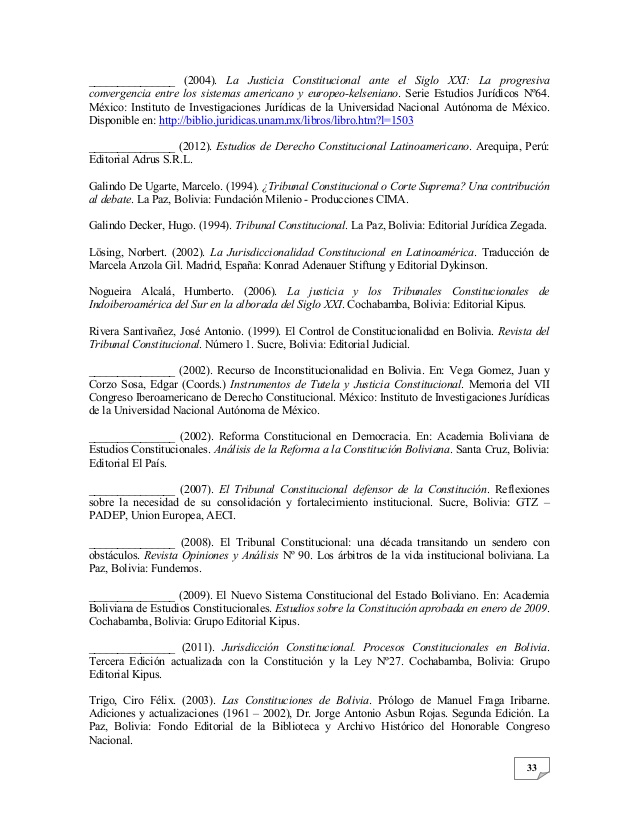 _______________ (2004). La Justicia Constitucional ante el Siglo XXI: La progresiva
convergencia entre los sistemas americano y europeo-kelseniano. Serie Estudios Jurídicos Nº64.
México: Instituto de Investigaciones Jurídicas de la Universidad Nacional Autónoma de México.
Disponible en: http://biblio.juridicas.unam.mx/libros/libro.htm?l=1503
_______________ (2012). Estudios de Derecho Constitucional Latinoamericano. Arequipa, Perú:
Editorial Adrus S.R.L.
Galindo De Ugarte, Marcelo. (1994). ¿Tribunal Constitucional o Corte Suprema? Una contribución
al debate. La Paz, Bolivia: Fundación Milenio - Producciones CIMA.
Galindo Decker, Hugo. (1994). Tribunal Constitucional. La Paz, Bolivia: Editorial Jurídica Zegada.
Lösing, Norbert. (2002). La Jurisdiccionalidad Constitucional en Latinoamérica. Traducción de
Marcela Anzola Gil. Madrid, España: Konrad Adenauer Stiftung y Editorial Dykinson.
Nogueira Alcalá, Humberto. (2006). La justicia y los Tribunales Constitucionales de
Indoiberoamérica del Sur en la alborada del Siglo XXI. Cochabamba, Bolivia: Editorial Kipus.
Rivera Santivañez, José Antonio. (1999). El Control de Constitucionalidad en Bolivia. Revista del
Tribunal Constitucional. Número 1. Sucre, Bolivia: Editorial Judicial.
_______________ (2002). Recurso de Inconstitucionalidad en Bolivia. En: Vega Gomez, Juan y
Corzo Sosa, Edgar (Coords.) Instrumentos de Tutela y Justicia Constitucional. Memoria del VII
Congreso Iberoamericano de Derecho Constitucional. México: Instituto de Investigaciones Jurídicas
de la Universidad Nacional Autónoma de México.
_______________ (2002). Reforma Constitucional en Democracia. En: Academia Boliviana de
Estudios Constitucionales. Análisis de la Reforma a la Constitución Boliviana. Santa Cruz, Bolivia:
Editorial El País.
_______________ (2007). El Tribunal Constitucional defensor de la Constitución. Reflexiones
sobre la necesidad de su consolidación y fortalecimiento institucional. Sucre, Bolivia: GTZ –
PADEP, Union Europea, AECI.
_______________ (2008). El Tribunal Constitucional: una década transitando un sendero con
obstáculos. Revista Opiniones y Análisis Nº 90. Los árbitros de la vida institucional boliviana. La
Paz, Bolivia: Fundemos.
_______________ (2009). El Nuevo Sistema Constitucional del Estado Boliviano. En: Academia
Boliviana de Estudios Constitucionales. Estudios sobre la Constitución aprobada en enero de 2009.
Cochabamba, Bolivia: Grupo Editorial Kipus.
_______________ (2011). Jurisdicción Constitucional. Procesos Constitucionales en Bolivia.
Tercera Edición actualizada con la Constitución y la Ley Nº27. Cochabamba, Bolivia: Grupo
Editorial Kipus.
Trigo, Ciro Félix. (2003). Las Constituciones de Bolivia. Prólogo de Manuel Fraga Iribarne.
Adiciones y actualizaciones (1961 – 2002), Dr. Jorge Antonio Asbun Rojas. Segunda Edición. La
Paz, Bolivia: Fondo Editorial de la Biblioteca y Archivo Histórico del Honorable Congreso
Nacional.
33